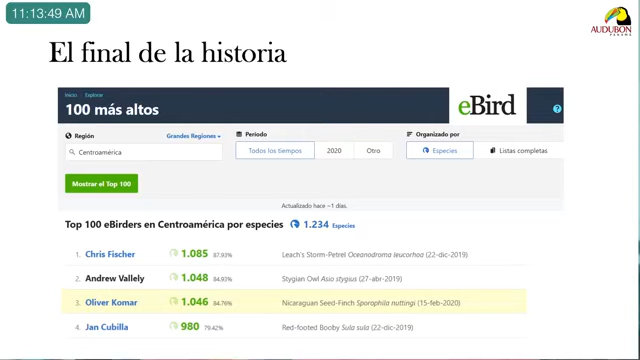 11:13:49 AM
AUDUBON
PANAMÁ
El final de la historia
Inicio Explorar
100 más altos
eBird
?
Región
Grandes Regiones
Período
Organizado por
Centroamérica
Todos los tiempos
2020
Otro
Especies
Listas completas
Mostrar el Top 100
Actualizado hace ~1 días.
Top 100 eBirders en Centroamérica por especies
1.234 Especies
1. Chris Fischer 1.085 87.93% Leach's Storm-Petrel Oceanodroma leucorhoa (22-dic-2019)
2. Andrew Vallely 1.048 84.93% Stygian Owl Asio stygius (27-abr-2019)
3. Oliver Komar 1.046 84.76% Nicaraguan Seed-Finch Sporophila nuttingi (15-feb-2020)
4. Jan Cubilla 980 79.42% Red-footed Booby Sula sula (22-dic-2019)